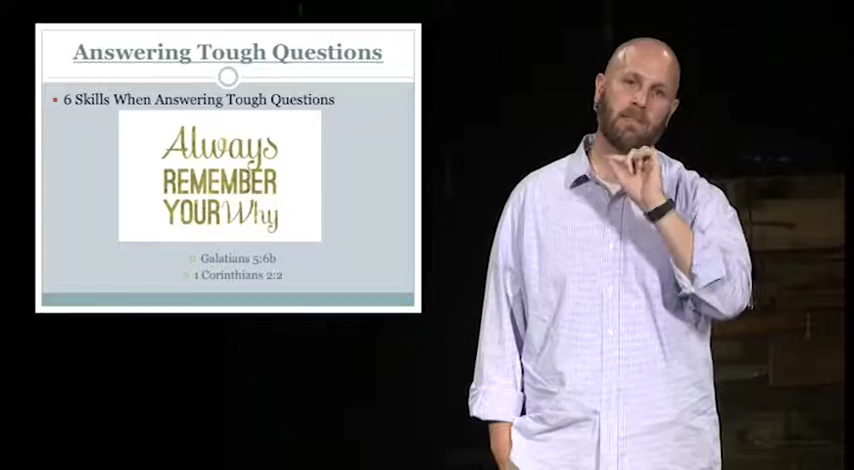 Answering Tough Questions
6 Skills When Answering Tough Questions
Always
REMEMBER
YOUR Why
Galatians 5:6b
1 Corinthians 2:2